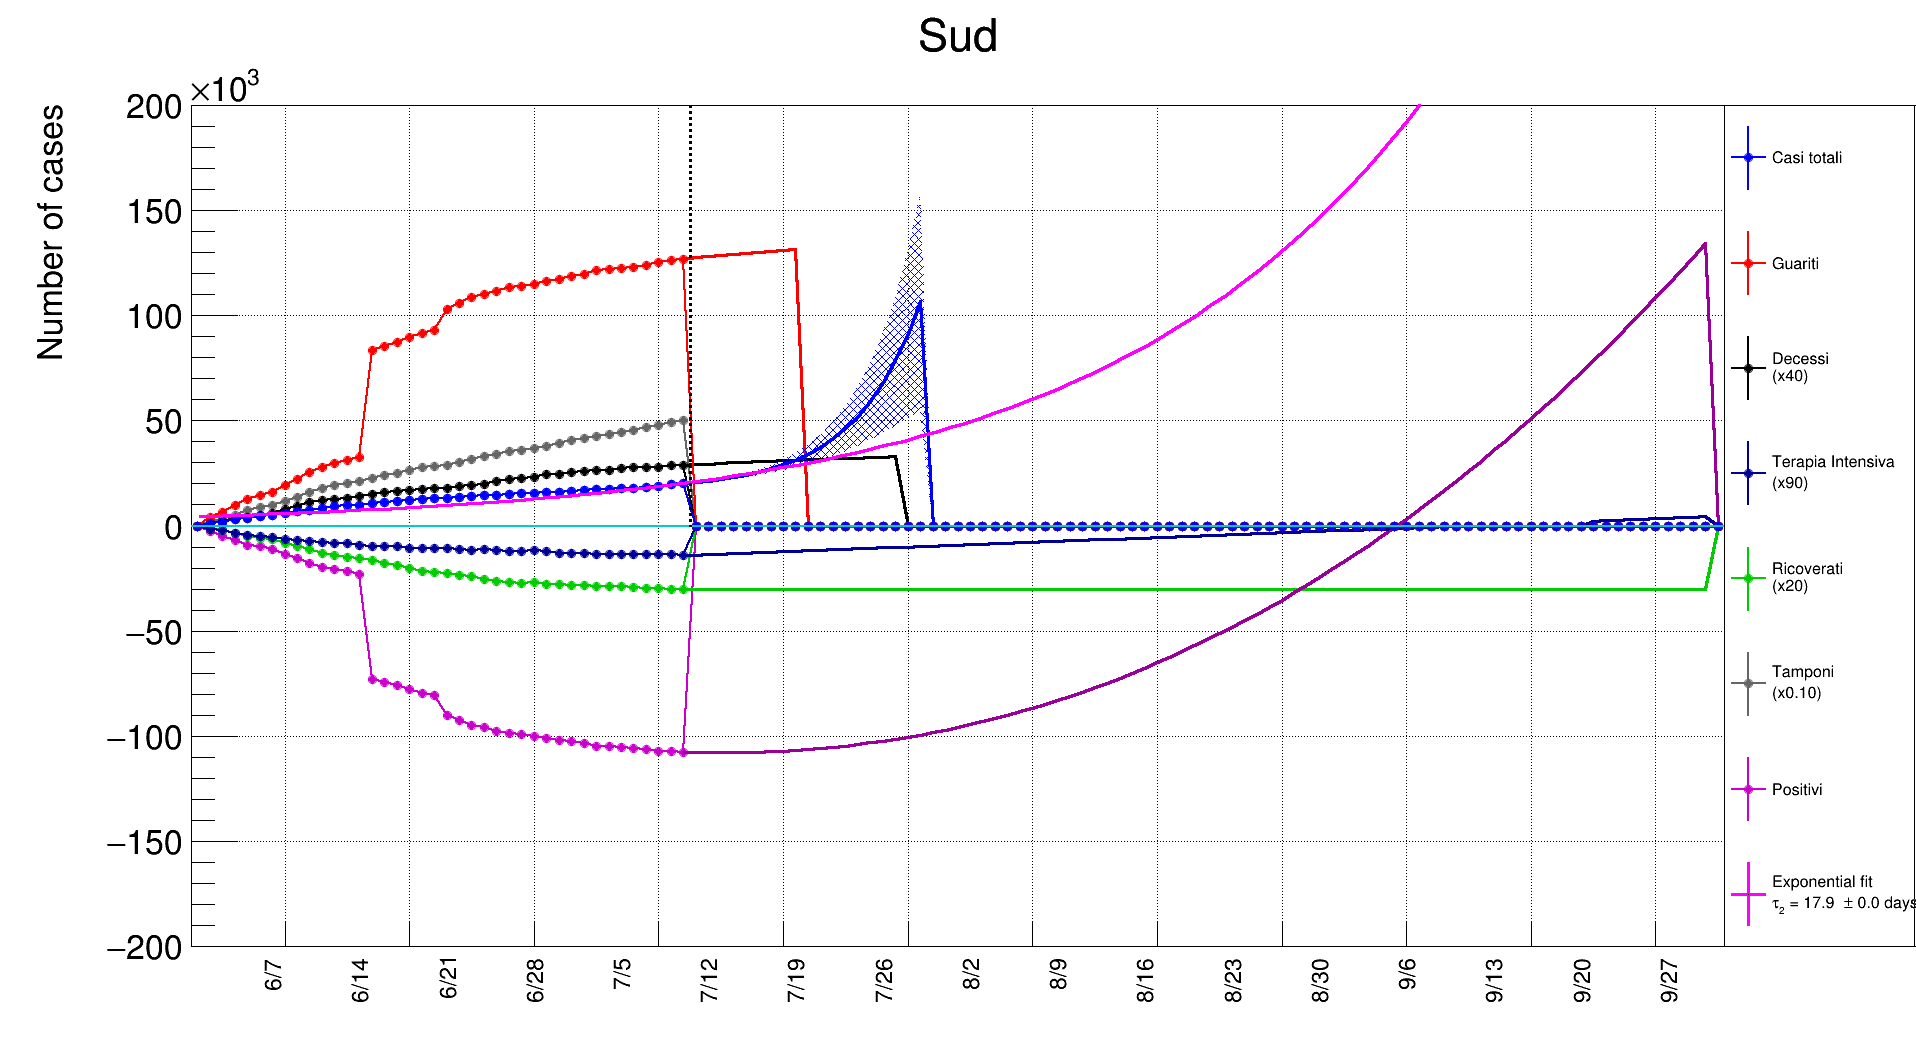 Sud
×10³
Number of cases
200
150
100
50
0
−50
−100
−150
−200
6/7
6/14
6/21
6/28
7/5
7/12
7/19
7/26
8/2
8/9
8/16
8/23
8/30
9/6
9/13
9/20
9/27
Casi totali
Guariti
Decessi
(x40)
Terapia Intensiva
(x90)
Ricoverati
(x20)
Tamponi
(x0.10)
Positivi
Exponential fit
τ₂ = 17.9 ± 0.0 days